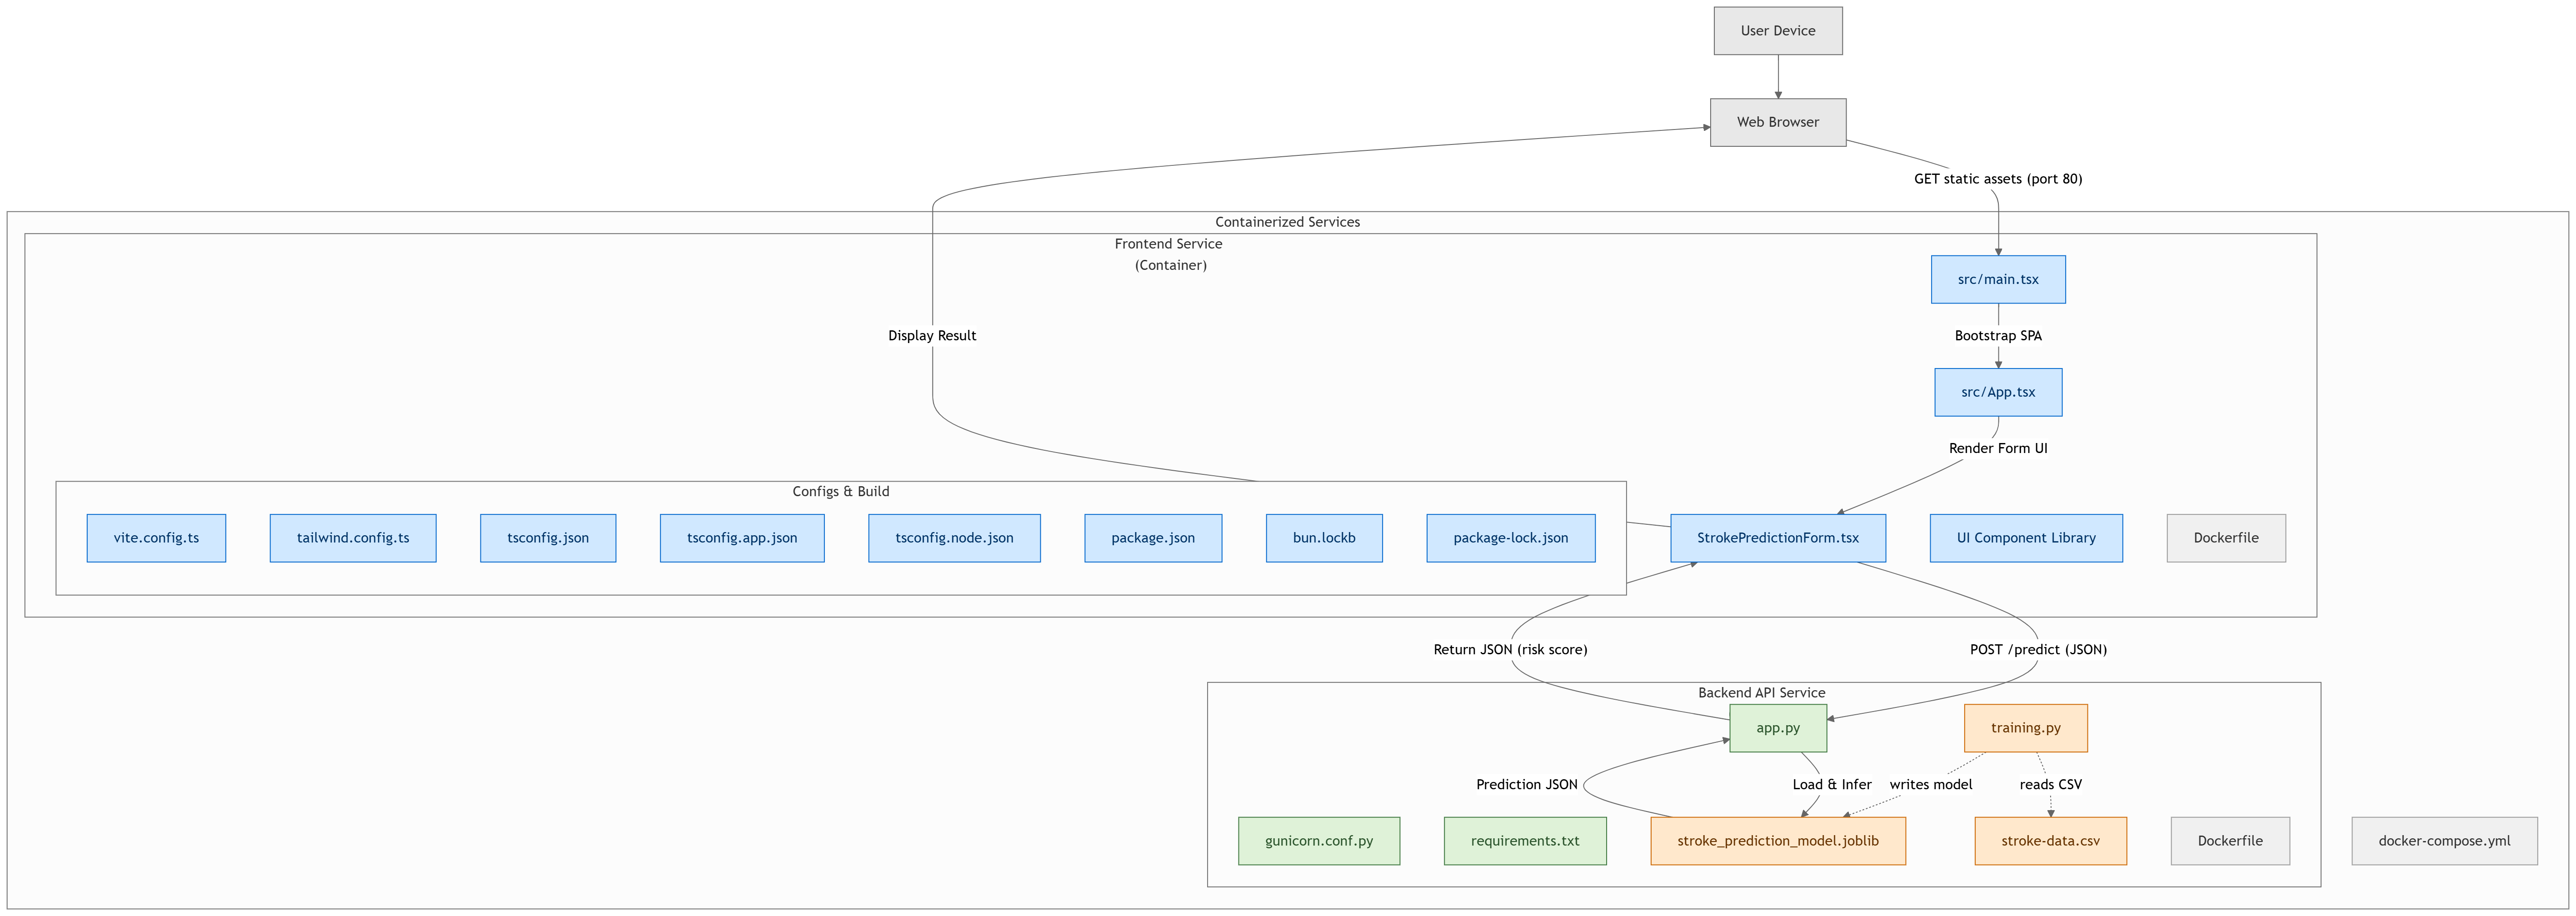 User Device
Web Browser
GET static assets (port 80)
Containerized Services
Frontend Service
(Container)
src/main.tsx
Display Result
Bootstrap SPA
src/App.tsx
Render Form UI
Configs & Build
vite.config.ts
tailwind.config.ts
tsconfig.json
tsconfig.app.json
tsconfig.node.json
package.json
bun.lockb
package-lock.json
StrokePredictionForm.tsx
UI Component Library
Dockerfile
Return JSON (risk score)
POST /predict (JSON)
Backend API Service
app.py
training.py
Prediction JSON
Load & Infer
writes model
reads CSV
gunicorn.conf.py
requirements.txt
stroke_prediction_model.joblib
stroke-data.csv
Dockerfile
docker-compose.yml